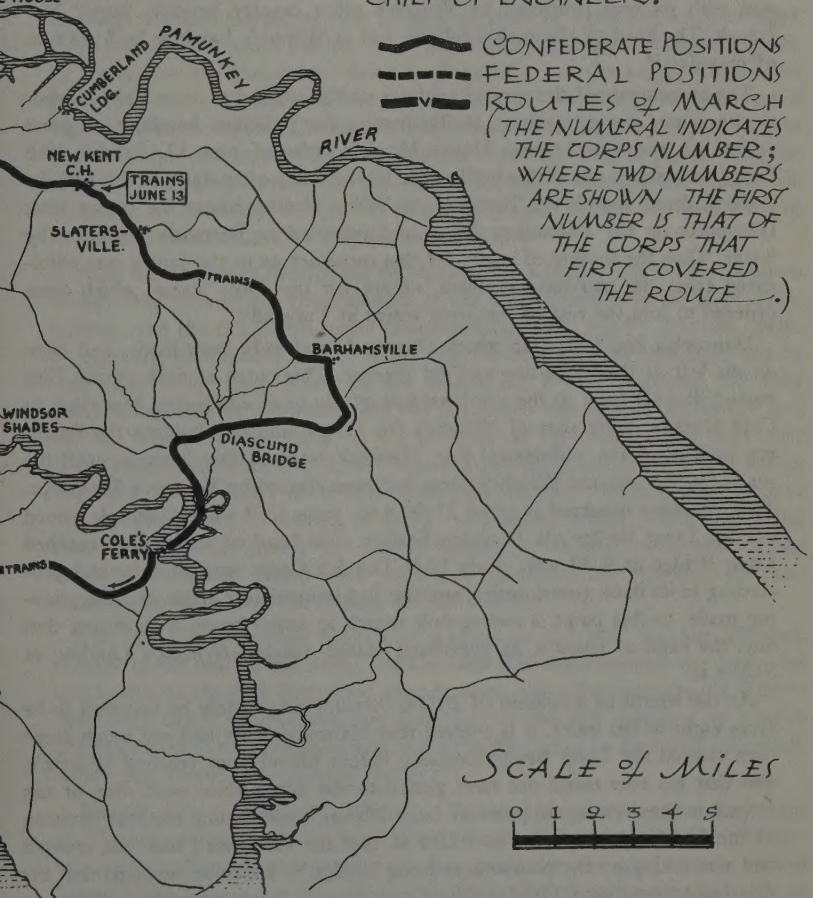 HOUSE
CHIEF OF ENGINEERS.
CONFEDERATE POSITIONS
FEDERAL POSITIONS
V
ROUTES of MARCH
(THE NUMERAL INDICATES
THE CORPS NUMBER;
WHERE TWO NUMBERS
ARE SHOWN THE FIRST
NUMBER IS THAT OF
THE CORPS THAT
FIRST COVERED
THE ROUTE.)
PAMUNKEY
RIVER
CUMBERLAND
LDG.
NEW KENT
C.H.
TRAINS
JUNE 13
SLATERS-
VILLE.
TRAINS
BARHAMSVILLE
WINDSOR
SHADES
DIASCUND
BRIDGE
COLE'S
FERRY
TRAINS
SCALE of MILES
0 1 2 3 4 5